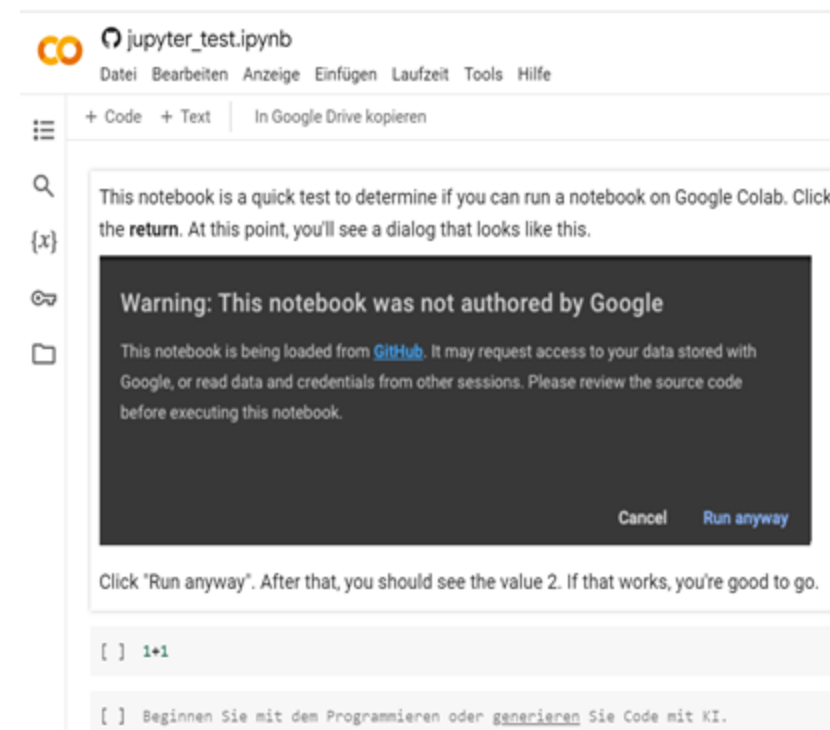 jupyter_test.ipynb
Datei Bearbeiten Anzeige Einfügen Laufzeit Tools Hilfe
+ Code + Text In Google Drive kopieren
This notebook is a quick test to determine if you can run a notebook on Google Colab. Click
the return. At this point, you'll see a dialog that looks like this.
{x}
Warning: This notebook was not authored by Google
This notebook is being loaded from GitHub. It may request access to your data stored with
Google, or read data and credentials from other sessions. Please review the source code
before executing this notebook.
Cancel Run anyway
Click "Run anyway". After that, you should see the value 2. If that works, you're good to go.
[ ] 1+1
[ ] Beginnen Sie mit dem Programmieren oder generieren Sie Code mit KI.